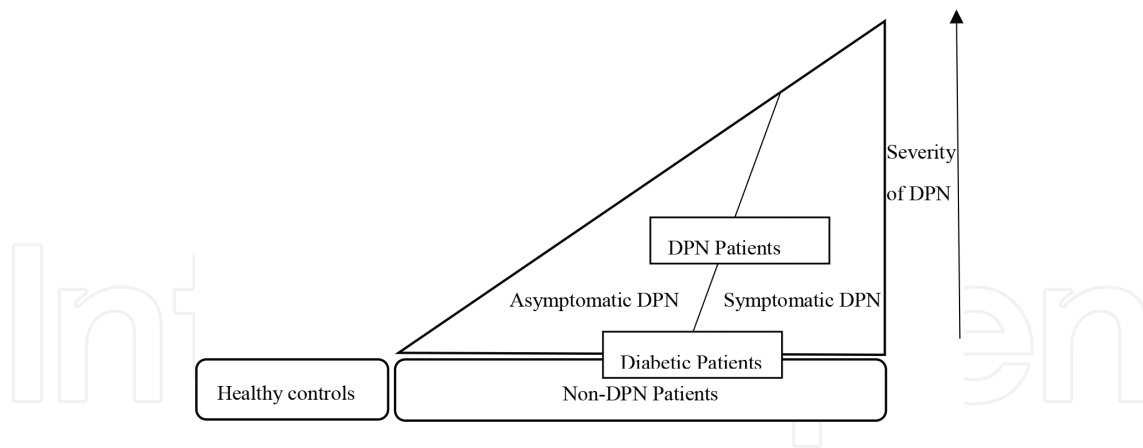 Severity
of DPN
DPN Patients
Asymptomatic DPN
Symptomatic DPN
Diabetic Patients
Healthy controls
Non-DPN Patients